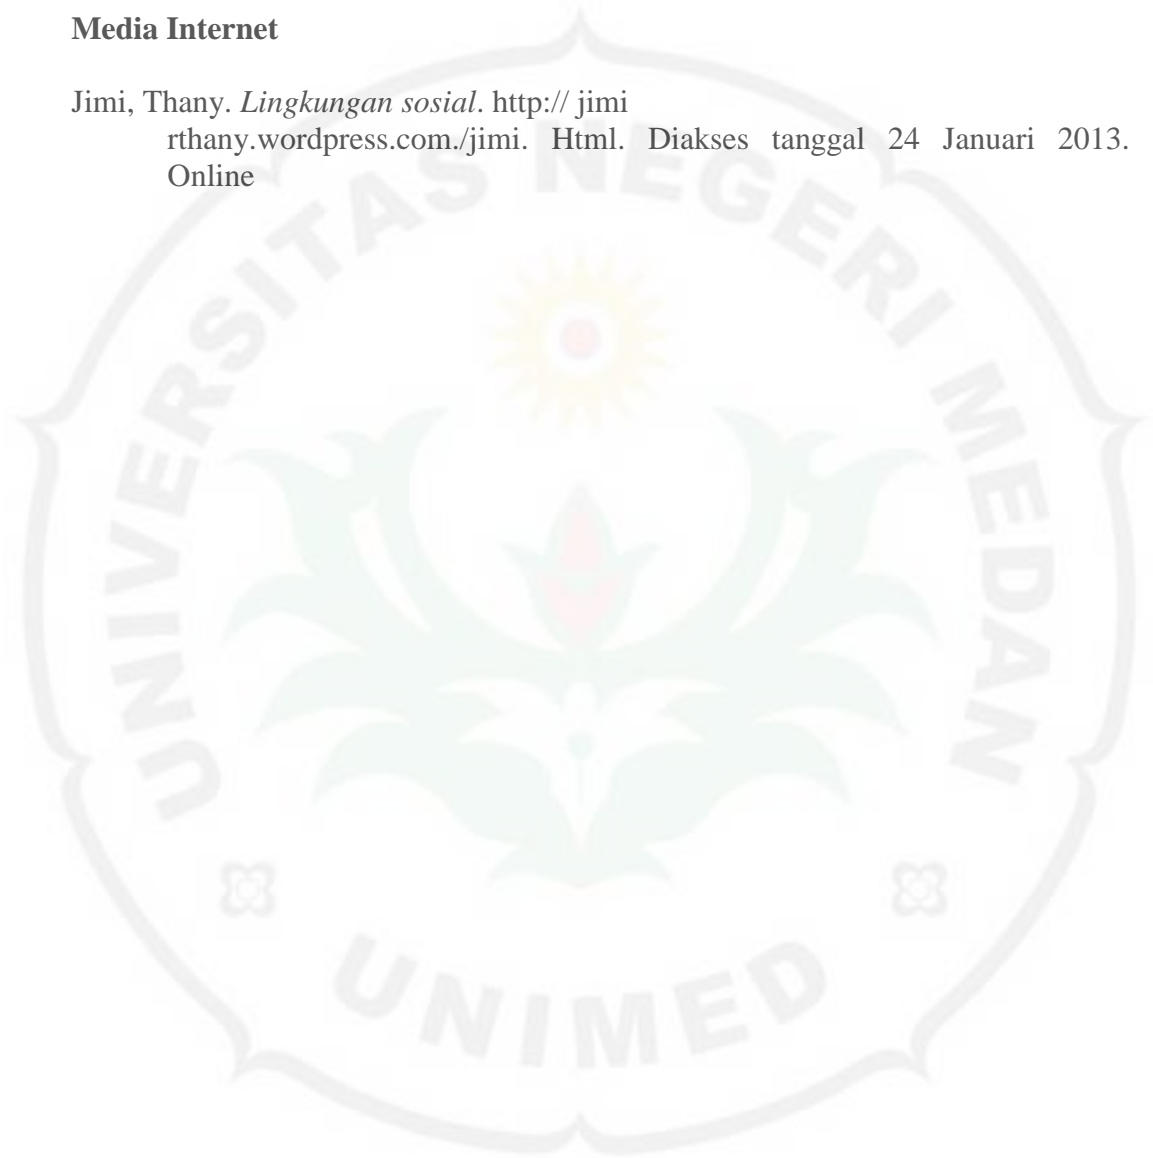 Media Internet
Jimi, Thany. Lingkungan sosial. http:// jimi
rthany.wordpress.com./jimi. Html. Diakses tanggal 24 Januari 2013.
Online
UNIVERSITAS NEGERI MEDAN
UNIMED